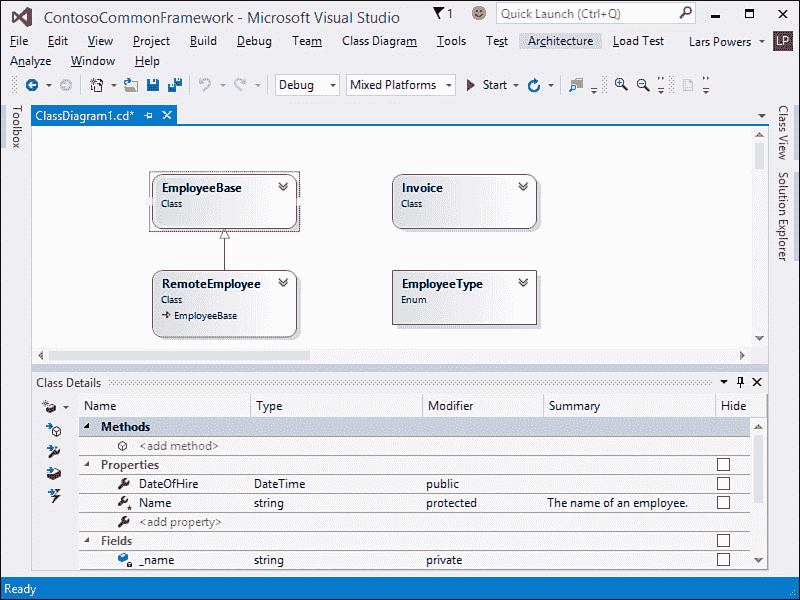 ContosoCommonFramework - Microsoft Visual Studio 1 Quick Launch (Ctrl+Q)
File Edit View Project Build Debug Team Class Diagram Tools Test Architecture Load Test Lars Powers LP
Analyze Window Help
Debug Mixed Platforms Start
Toolbox
ClassDiagram1.cd*
Class View
Solution Explorer
EmployeeBase
Class
Invoice
Class
RemoteEmployee
Class
EmployeeBase
EmployeeType
Enum
Class Details
Name Type Modifier Summary Hide
Methods
<add method>
Properties
DateOfHire DateTime public
Name string protected The name of an employee.
<add property>
Fields
_name string private
Ready